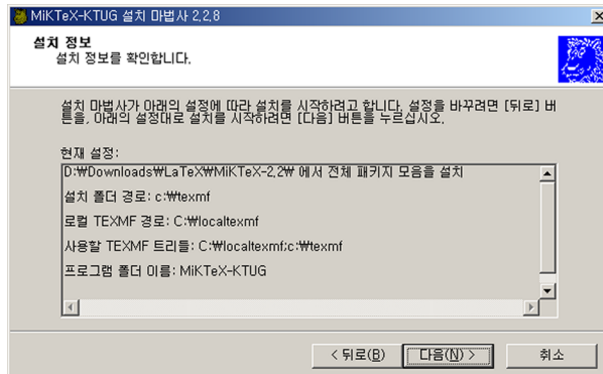 MiKTeX-KTUG 설치 마법사 2.2.8
설치 정보
설치 정보를 확인합니다.
설치 마법사가 아래의 설정에 따라 설치를 시작하려고 합니다. 설정을 바꾸려면 [뒤로] 버
튼을, 아래의 설정대로 설치를 시작하려면 [다음] 버튼을 누르십시오.
현재 설정:
D:₩Downloads₩LaTeX₩MiKTeX-2,2₩ 에서 전체 패키지 모음을 설치
설치 폴더 경로: c:₩texmf
로컬 TEXMF 경로: C:₩localtexmf
사용할 TEXMF 트리들: C:₩localtexmf;c:₩texmf
프로그램 폴더 이름: MiKTeX-KTUG
< 뒤로(B)
다음(N) >
취소